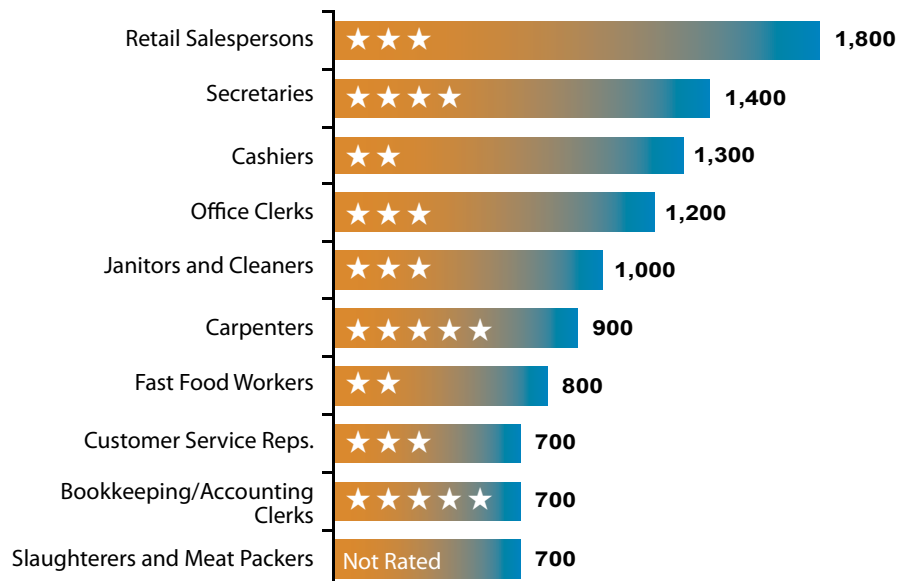 Retail Salespersons
1,800
Secretaries
1,400
Cashiers
1,300
Office Clerks
1,200
Janitors and Cleaners
1,000
Carpenters
900
Fast Food Workers
800
Customer Service Reps.
700
Bookkeeping/Accounting
Clerks
700
Slaughterers and Meat Packers
Not Rated
700